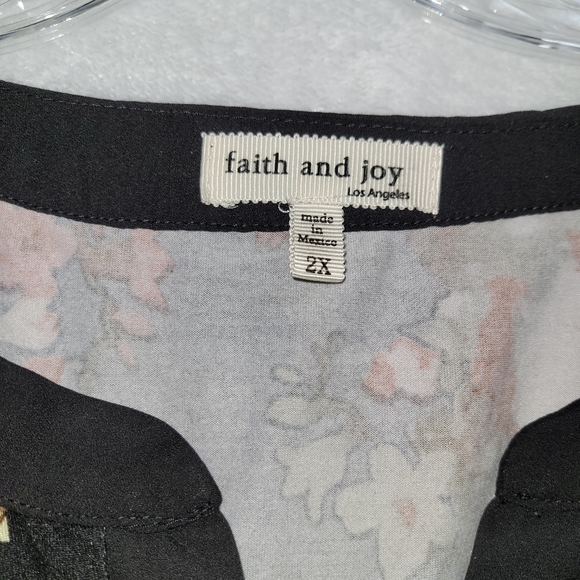 faith and joy
Los Angeles
made
in
Mexico
2X